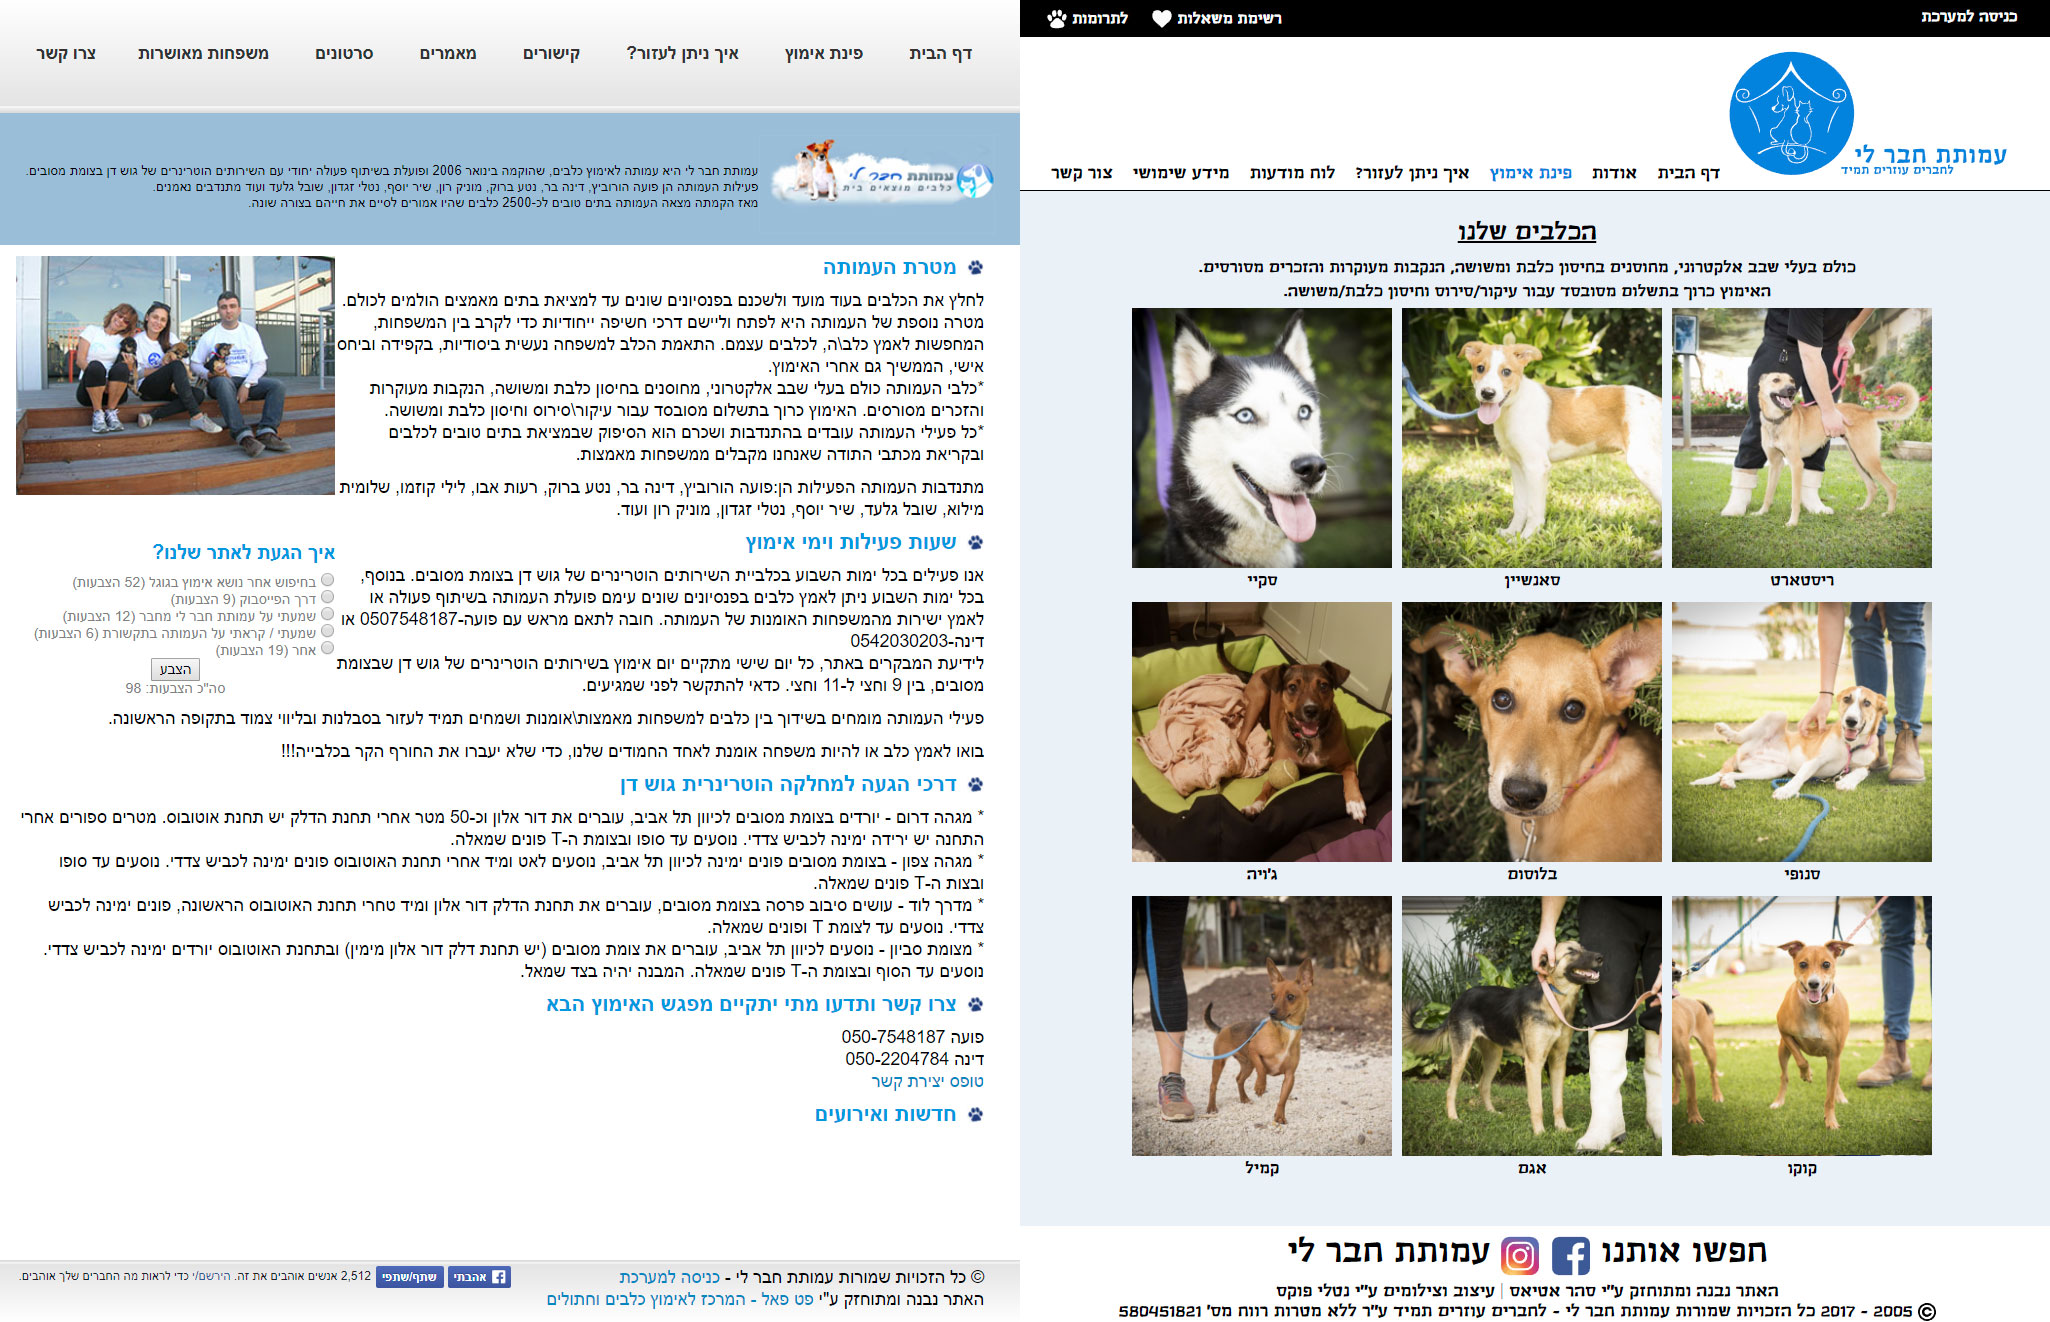 דף הבית פינת אימוץ איך ניתן לעזור? קישורים מאמרים סרטונים משפחות מאושרות צרו קשר
עמותת חבר לי
כלבים מוצאים בית
עמותת חבר לי היא עמותה לאימוץ כלבים, שהוקמה בינואר 2006 ופועלת בשיתוף פעולה יחודי עם השירותים הוטרינרים של גוש דן בצומת מסובים.
פעילות העמותה הן פועה הורוביץ, דינה בר, נטע ברוק, מוניק רון, שיר יוסף, נטלי זגדון, שובל גלעד ועוד מתנדבים נאמנים.
מאז הקמתה מצאה העמותה בתים טובים לכ-2500 כלבים שהיו אמורים לסיים את חייהם בצורה שונה.
מטרת העמותה
לחלץ את הכלבים בעוד מועד ולשכנם בפנסיונים שונים עד למציאת בתים מאמצים הולמים לכולם.
מטרה נוספת של העמותה היא לפתח וליישם דרכי חשיפה ייחודיות כדי לקרב בין המשפחות,
המחפשות לאמץ כלב\ה, לכלבים עצמם. התאמת הכלב למשפחה נעשית ביסודיות, בקפידה וביחס
אישי, הממשיך גם אחרי האימוץ.
*כלבי העמותה כולם בעלי שבב אלקטרוני, מחוסנים בחיסון כלבת ומשושה, הנקבות מעוקרות
והזכרים מסורסים. האימוץ כרוך בתשלום מסובסד עבור עיקור\סירוס וחיסון כלבת ומשושה.
*כל פעילי העמותה עובדים בהתנדבות ושכרם הוא הסיפוק שבמציאת בתים טובים לכלבים
ובקריאת מכתבי התודה שאנחנו מקבלים ממשפחות מאמצות.
מתנדבות העמותה הפעילות הן:פועה הורוביץ, דינה בר, נטע ברוק, רעות אבו, לילי קוזמו, שלומית
מילוא, שובל גלעד, שיר יוסף, נטלי זגדון, מוניק רון ועוד.
שעות פעילות וימי אימוץ
אנו פעילים בכל ימות השבוע בכלביית השירותים הוטרינרים של גוש דן בצומת מסובים. בנוסף,
בכל ימות השבוע ניתן לאמץ כלבים בפנסיונים שונים עימם פועלת העמותה בשיתוף פעולה או
לאמץ ישירות מהמשפחות האומנות של העמותה. חובה לתאם מראש עם פועה-0507548187 או
דינה-0542030203
לידיעת המבקרים באתר, כל יום שישי מתקיים יום אימוץ בשירותים הוטרינרים של גוש דן שבצומת
מסובים, בין 9 וחצי ל-11 וחצי. כדאי להתקשר לפני שמגיעים.
פעילי העמותה מומחים בשידוך בין כלבים למשפחות מאמצות\אומנות ושמחים תמיד לעזור בסבלנות ובליווי צמוד בתקופה הראשונה.
בואו לאמץ כלב או להיות משפחה אומנת לאחד החמודים שלנו, כדי שלא יעברו את החורף הקר בכלבייה!!!
איך הגעת לאתר שלנו?
בחיפוש אחר נושא אימוץ בגוגל (52 הצבעות)
דרך הפייסבוק (9 הצבעות)
שמעתי על עמותת חבר לי מחבר (12 הצבעות)
שמעתי / קראתי על העמותה בתקשורת (6 הצבעות)
אחר (19 הצבעות)
הצבע
סה"כ הצבעות: 98
דרכי הגעה למחלקה הוטרינרית גוש דן
* מגהה דרום - יורדים בצומת מסובים לכיוון תל אביב, עוברים את דור אלון וכ-50 מטר אחרי תחנת הדלק יש תחנת אוטובוס. מטרים ספורים אחרי
התחנה יש ירידה ימינה לכביש צדדי. נוסעים עד סופו ובצומת ה-T פונים שמאלה.
* מגהה צפון - בצומת מסובים פונים ימינה לכיוון תל אביב, נוסעים לאט ומיד אחרי תחנת האוטובוס פונים ימינה לכביש צדדי. נוסעים עד סופו
ובצות ה-T פונים שמאלה.
* מדרך לוד - עושים סיבוב פרסה בצומת מסובים, עוברים את תחנת הדלק דור אלון ומיד טחרי תחנת האוטובוס הראשונה, פונים ימינה לכביש
צדדי. נוסעים עד לצומת T ופונים שמאלה.
* מצומת סביון - נוסעים לכיוון תל אביב, עוברים את צומת מסובים (יש תחנת דלק דור אלון מימין) ובתחנת האוטובוס יורדים ימינה לכביש צדדי.
נוסעים עד הסוף ובצומת ה-T פונים שמאלה. המבנה יהיה בצד שמאל.
צרו קשר ותדעו מתי יתקיים מפגש האימוץ הבא
פועה 050-7548187
דינה 050-2204784
טופס יצירת קשר
חדשות ואירועים
© כל הזכויות שמורות עמותת חבר לי - כניסה למערכת
האתר נבנה ומתוחזק ע"י פט פאל - המרכז לאימוץ כלבים וחתולים
אהבתי שתף/שתפי 2,512 אנשים אוהבים את זה. הירשם/י כדי לראות מה החברים שלך אוהבים.
כניסה למערכת רשימת משאלות לתרומות
עמותת חבר לי
לחברים עוזרים תמיד
דף הבית אודות פינת אימוץ איך ניתן לעזור? לוח מודעות מידע שימושי צור קשר
הכלבים שלנו
כולם בעלי שבב אלקטרוני, מחוסנים בחיסון כלבת ומשושה, הנקבות מעוקרות והזכרים מסורסים.
האימוץ כרוך בתשלום מסובסד עבור עיקור/סירוס וחיסון כלבת/משושה.
ריסטארט סאנשיין סקיי
סנופי בלוסום ג'ויה
קוקו אגם קמיל
חפשו אותנו עמותת חבר לי
האתר נבנה ומתוחזק ע"י סהר אטיאס | עיצוב וצילומים ע"י נטלי פוקס
© 2005 - 2017 כל הזכויות שמורות עמותת חבר לי - לחברים עוזרים תמיד ע"ר ללא מטרות רווח מס' 580451821